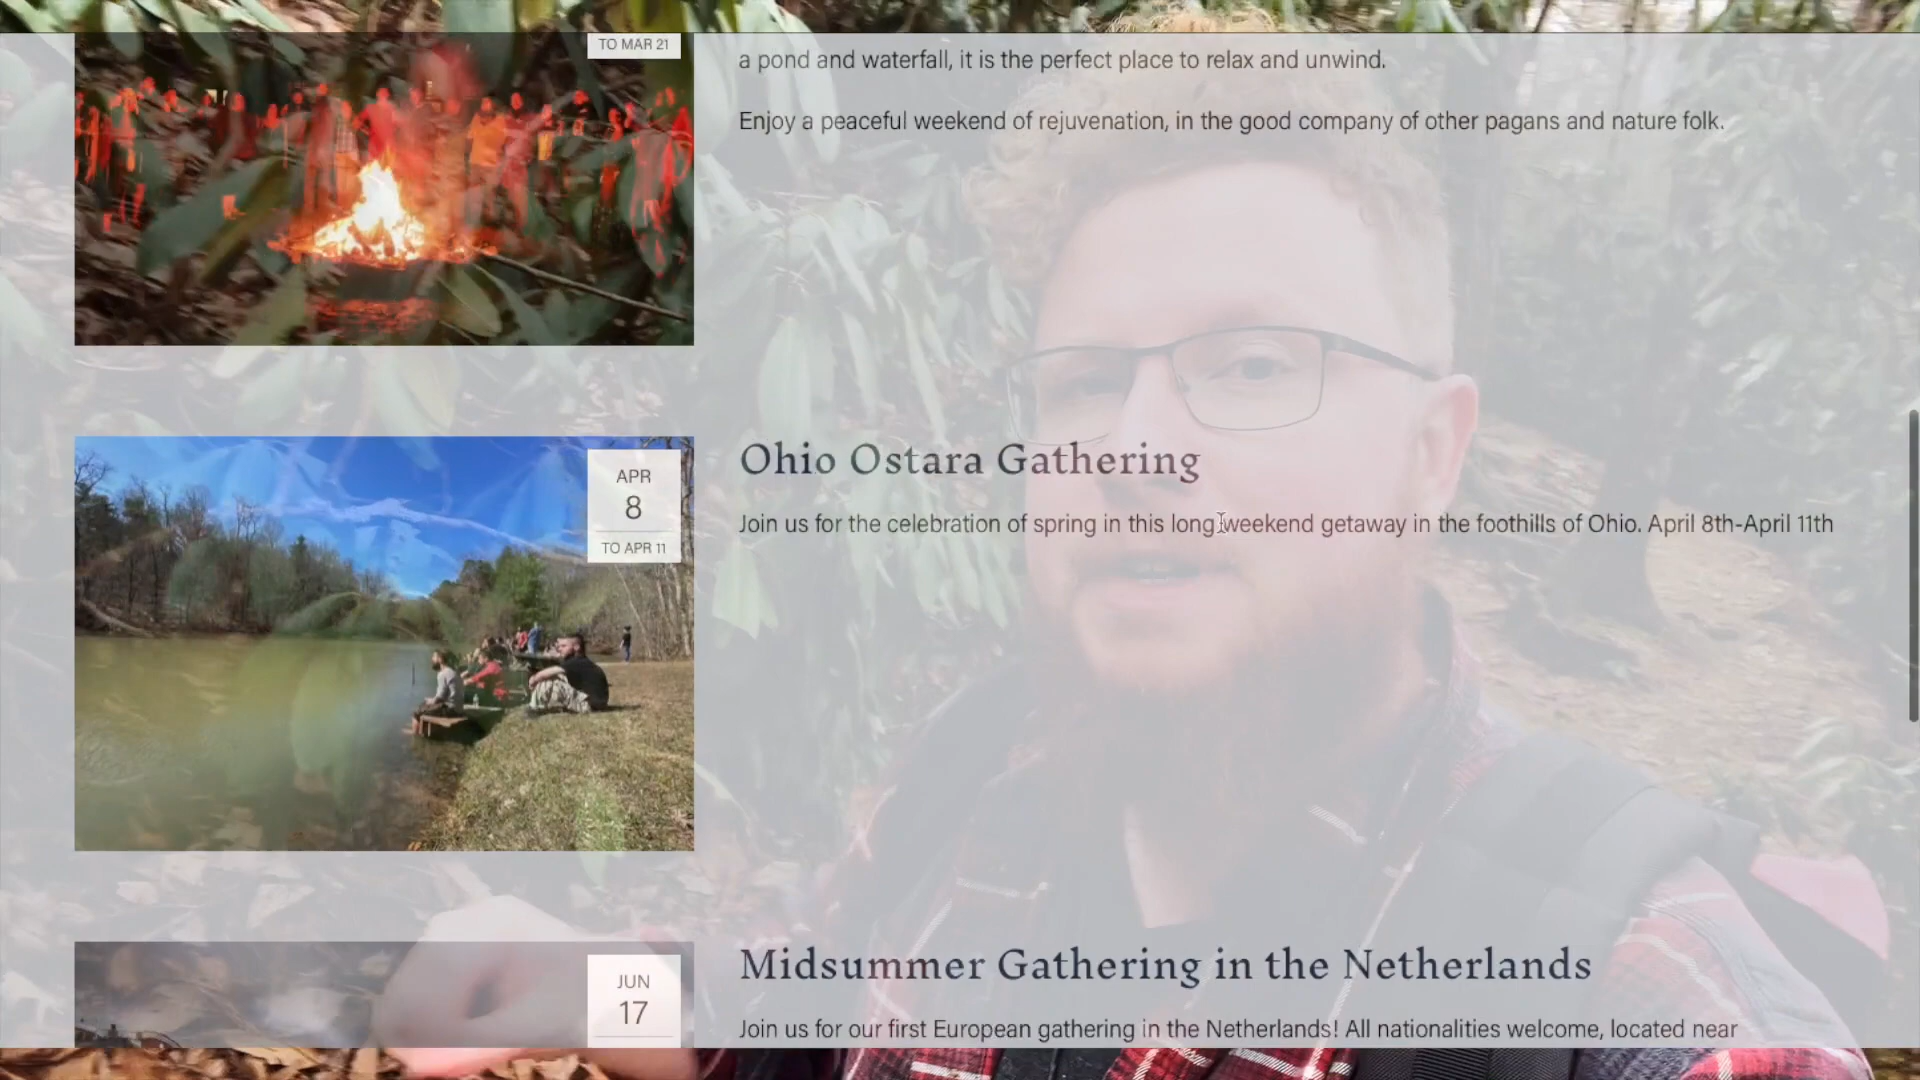 TO MAR 21
a pond and waterfall, it is the perfect place to relax and unwind.
Enjoy a peaceful weekend of rejuvenation, in the good company of other pagans and nature folk.
APR
8
TO APR 11
Ohio Ostara Gathering
Join us for the celebration of spring in this long weekend getaway in the foothills of Ohio. April 8th-April 11th
JUN
17
Midsummer Gathering in the Netherlands
Join us for our first European gathering in the Netherlands! All nationalities welcome, located near